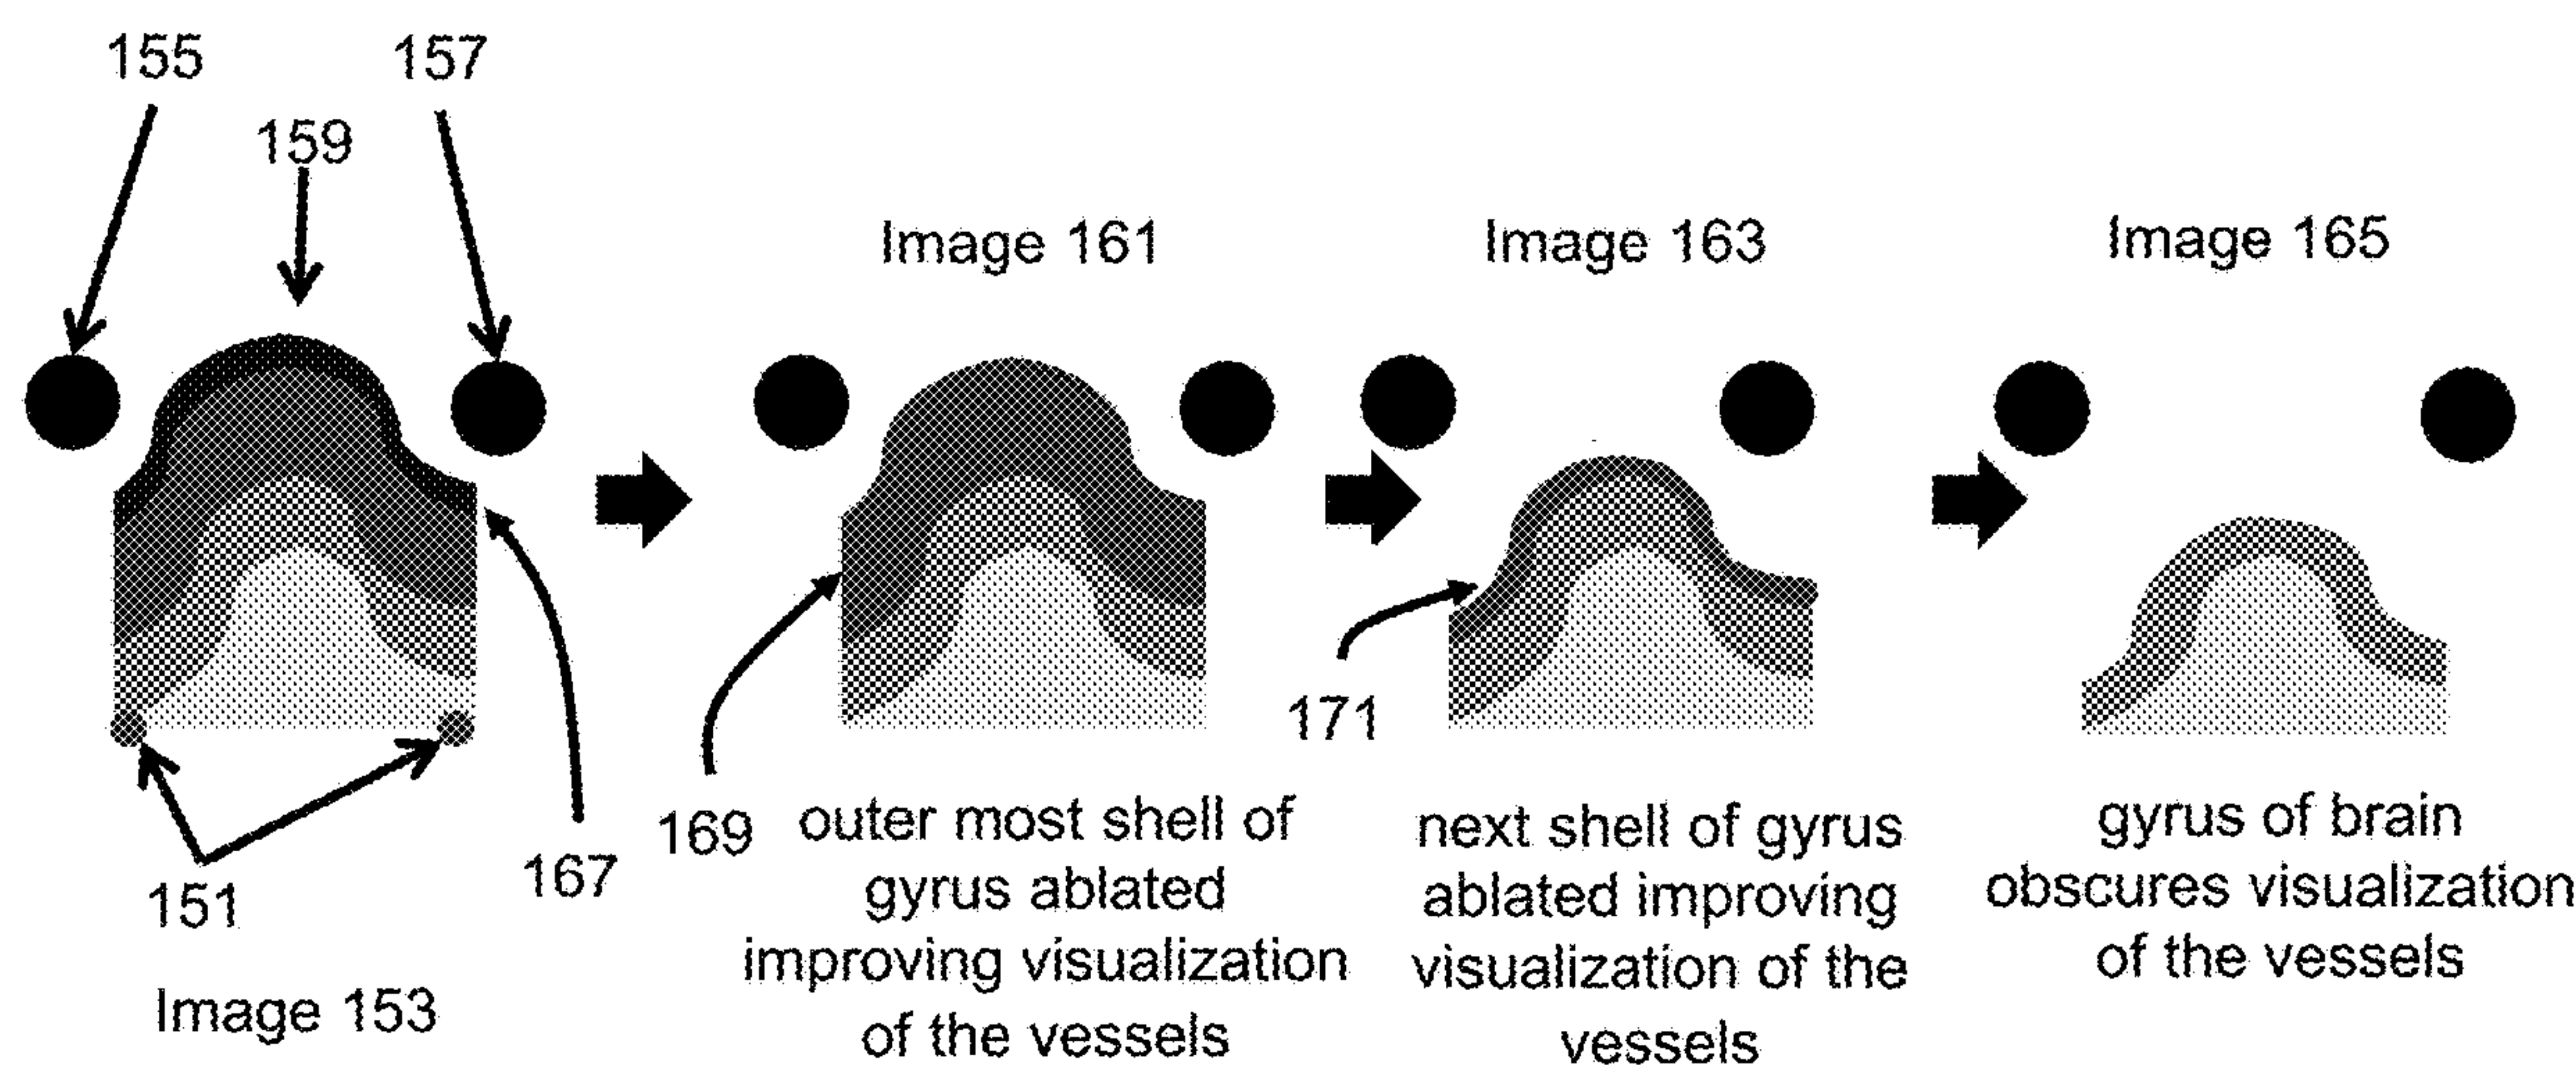 155
157
159
Image 161
Image 163
Image 165
171
169
167
151
Image 153
outer most shell of
gyrus ablated
improving visualization
of the vessels
next shell of gyrus
ablated improving
visualization of the
vessels
gyrus of brain
obscures visualization
of the vessels